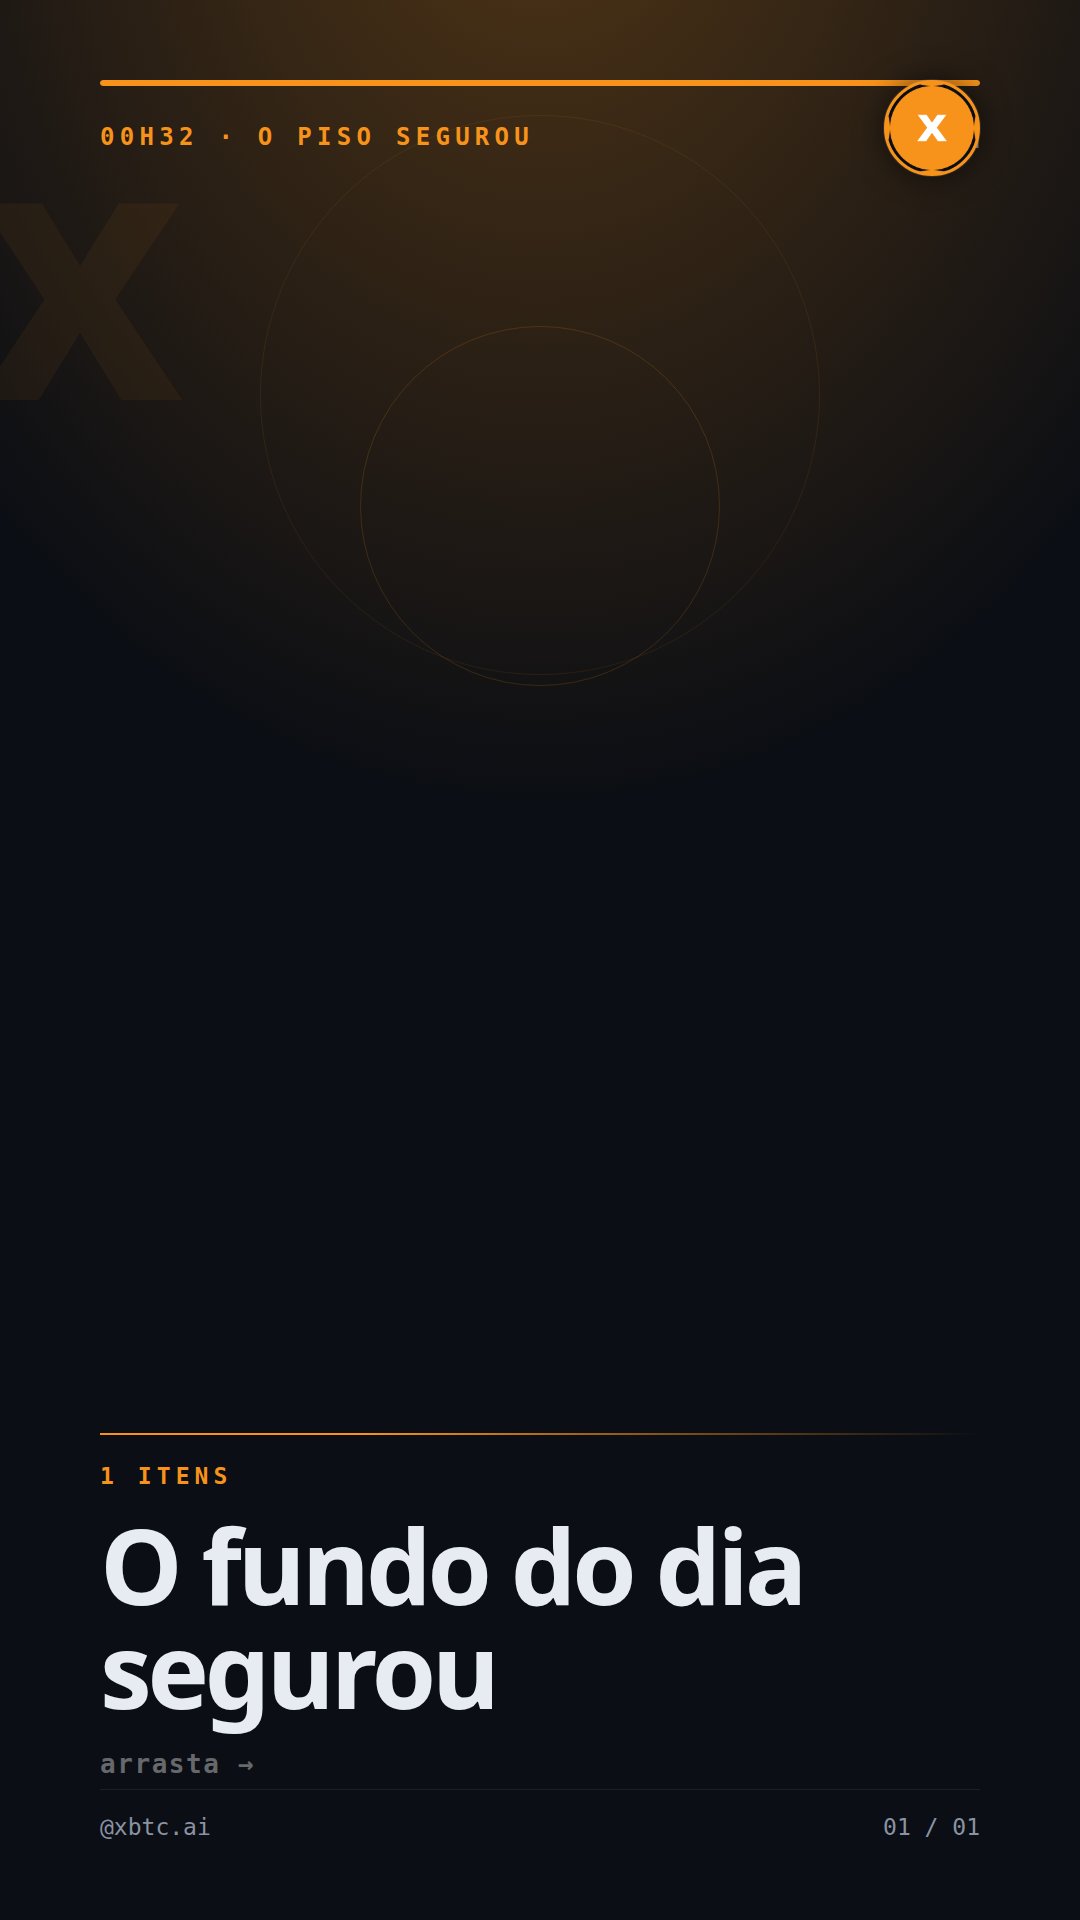 00H32 · O PISO SEGUROU
x
x
1 ITENS
O fundo do dia
segurou
arrasta →
@xbtc.ai
01 / 01